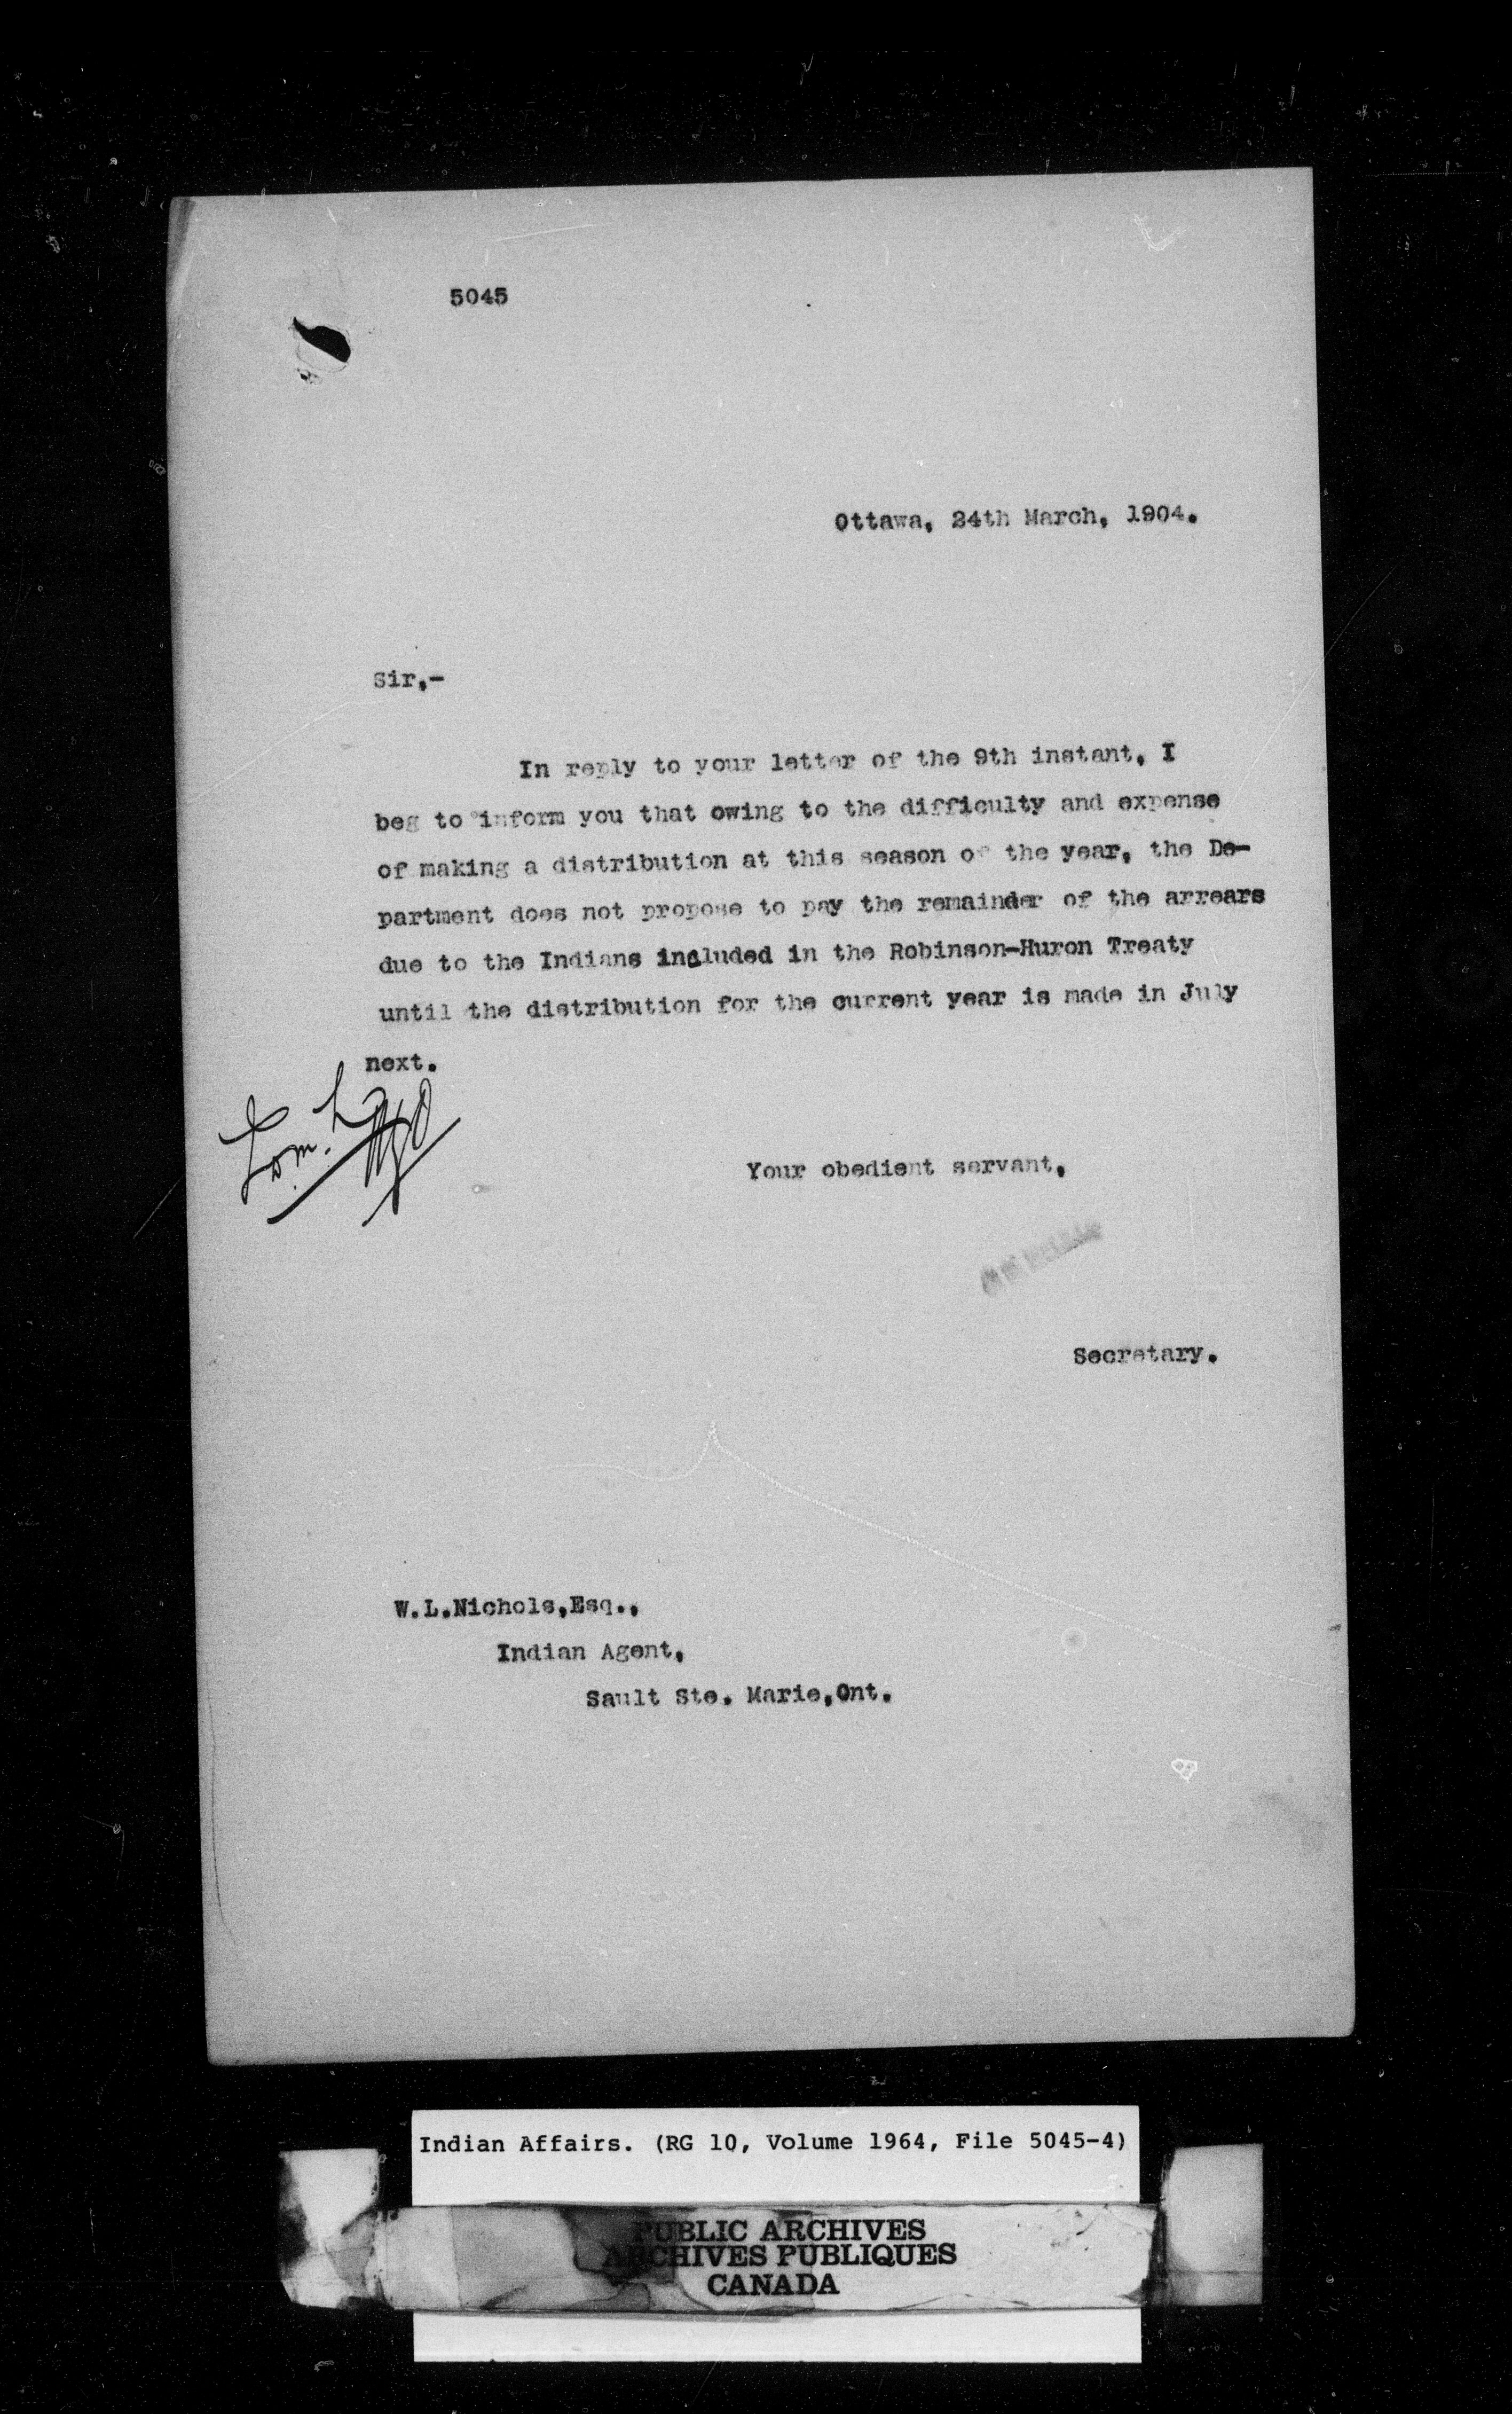 5045
Ottawa, 24th March, 1904.
Sir,-
In reply to your letter of the 9th instant, I
beg to inform you that owing to the difficulty and expense
of making a distribution at this season of the year, the De-
partment does not propose to pay the remainder of the arrears
due to the Indians included in the Robinson-Huron Treaty
until the distribution for the current year is made in July
next.
Your obedient servant,
Secretary.
W.L.Nichols,Esq.,
Indian Agent,
Sault Ste. Marie,Ont.
Indian Affairs. (RG 10, Volume 1964, File 5045-4)
PUBLIC ARCHIVES
ARCHIVES PUBLIQUES
CANADA